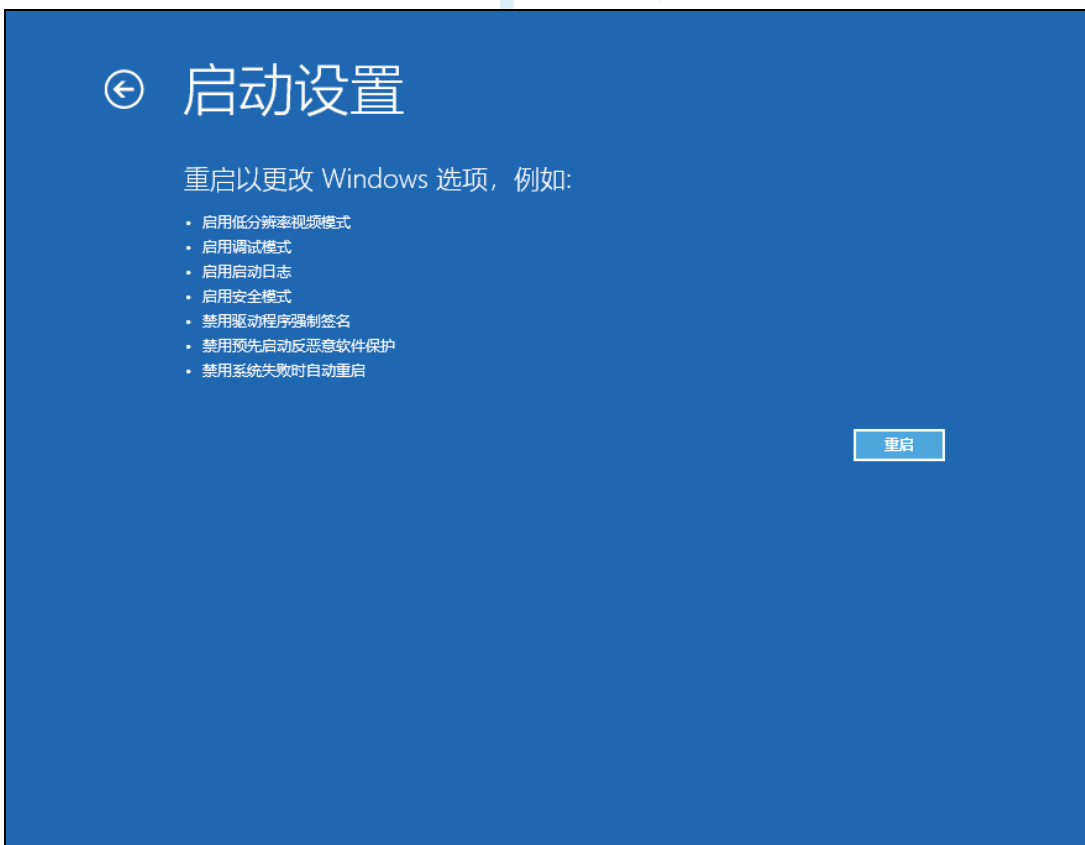 启动设置
重启以更改 Windows 选项，例如:
• 启用低分辨率视频模式
• 启用调试模式
• 启用启动日志
• 启用安全模式
• 禁用驱动程序强制签名
• 禁用预先启动反恶意软件保护
• 禁用系统失败时自动重启
重启